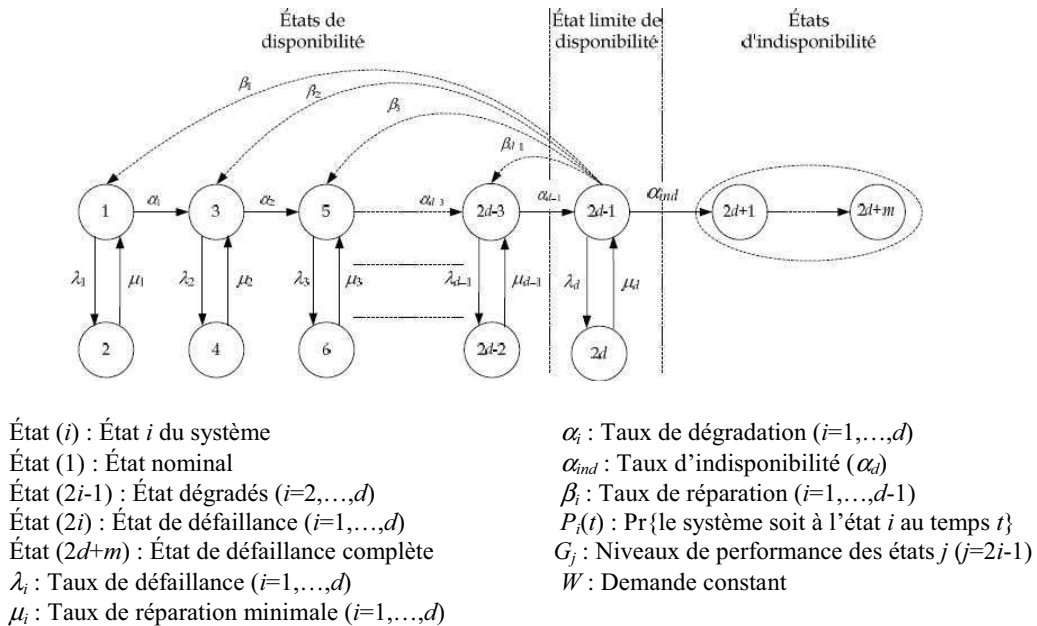 États de disponibilité
État limite de disponibilité
États d'indisponibilité
β1
β2
β3
βd-1
1
α1
3
α2
5
αd-3
2d-3
αd-1
2d-1
αind
2d+1
2d+m
λ1
μ1
λ2
μ2
λ3
μ3
λd-1
μd-1
λd
μd
2
4
6
2d-2
2d
État (i) : État i du système
État (1) : État nominal
État (2i-1) : État dégradés (i=2,…,d)
État (2i) : État de défaillance (i=1,…,d)
État (2d+m) : État de défaillance complète
λi : Taux de défaillance (i=1,…,d)
μi : Taux de réparation minimale (i=1,…,d)
αi : Taux de dégradation (i=1,…,d)
αind : Taux d’indisponibilité (αd)
βi : Taux de réparation (i=1,…,d-1)
Pi(t) : Pr{le système soit à l'état i au temps t}
Gj : Niveaux de performance des états j (j=2i-1)
W : Demande constant